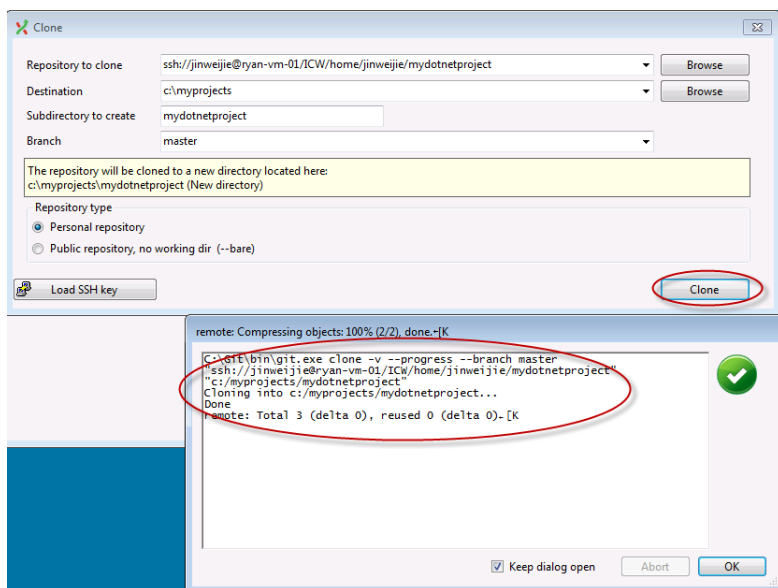 Clone
Repository to clone ssh://jinweijie@ryan-vm-01/ICW/home/jinweijie/mydotnetproject Browse
Destination c:\myprojects Browse
Subdirectory to create mydotnetproject
Branch master
The repository will be cloned to a new directory located here:
c:\myprojects\mydotnetproject (New directory)
Repository type
Personal repository
Public repository, no working dir (--bare)
Load SSH key Clone
remote: Compressing objects: 100% (2/2), done.←[K
C:\Git\bin\git.exe clone -v --progress --branch master
"ssh://jinweijie@ryan-vm-01/ICW/home/jinweijie/mydotnetproject"
"c:/myprojects/mydotnetproject"
Cloning into c:/myprojects/mydotnetproject...
Done
remote: Total 3 (delta 0), reused 0 (delta 0)←[K
Keep dialog open Abort OK